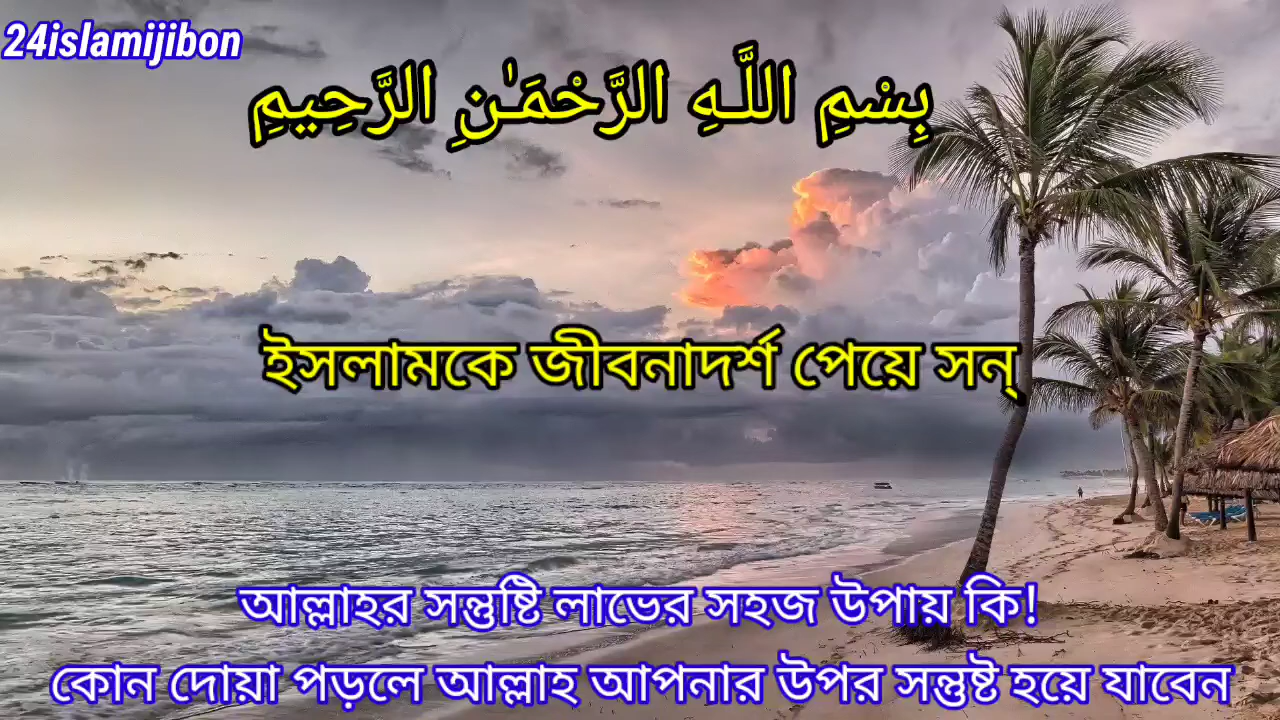 24islamijibon
بِسْمِ اللَّـهِ الرَّحْمَـٰنِ الرَّحِيمِ
ইসলামকে জীবনাদর্শ পেয়ে সন্
আল্লাহর সন্তুষ্টি লাভের সহজ উপায় কি!
কোন দোয়া পড়লে আল্লাহ আপনার উপর সন্তুষ্ট হয়ে যাবেন